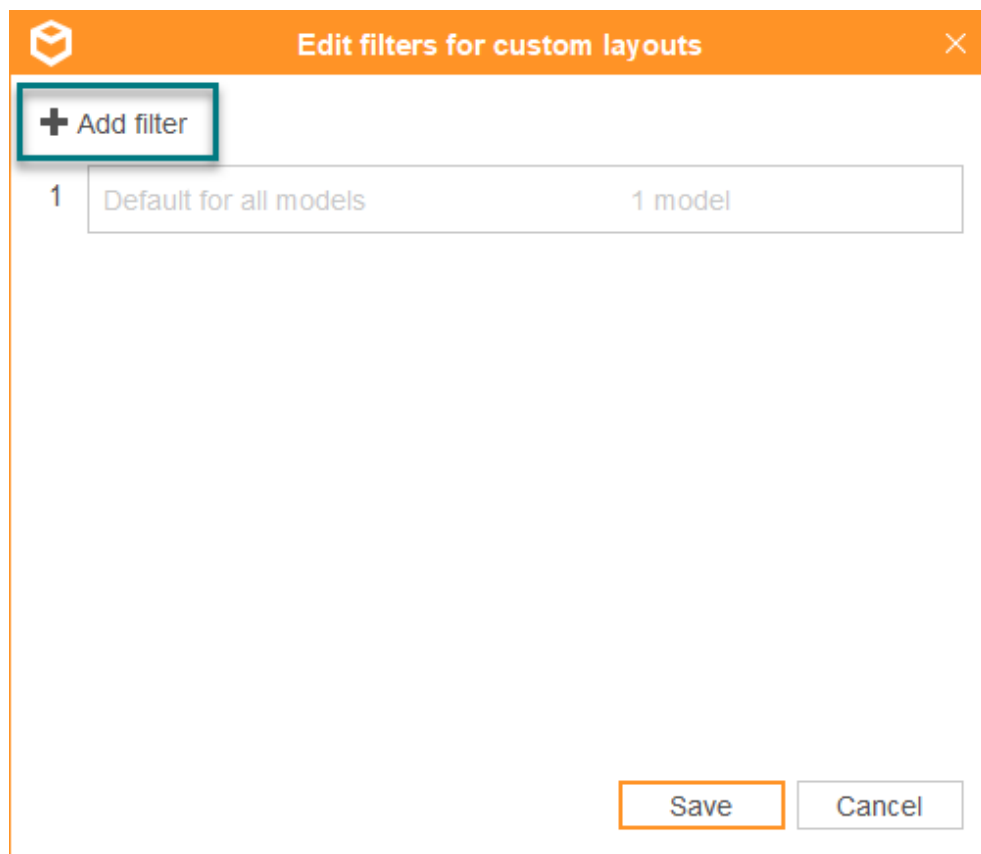 Edit filters for custom layouts
Add filter
1 Default for all models 1 model
Save Cancel